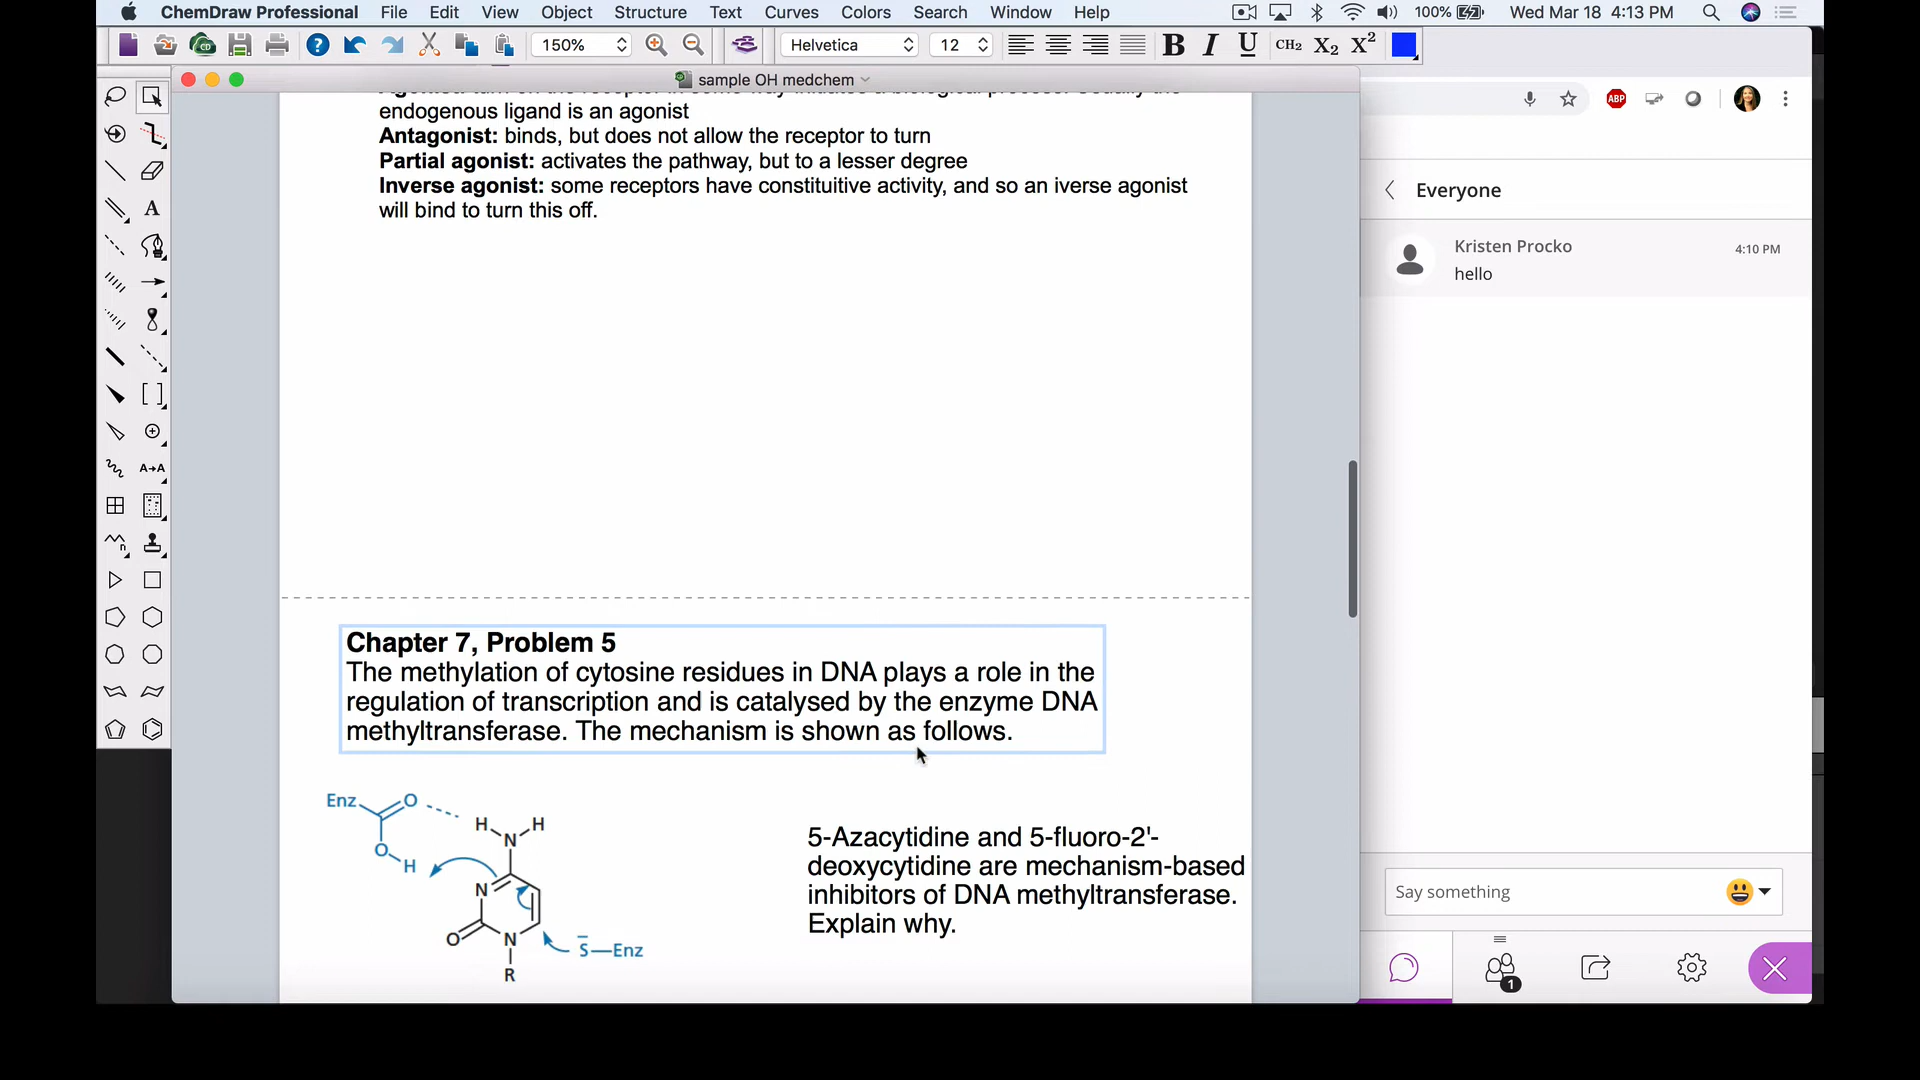 ChemDraw Professional File Edit View Object Structure Text Curves Colors Search Window Help 100% Wed Mar 18 4:13 PM
150% Helvetica 12 B I U CH2 X2 X2
sample OH medchem
ABP
endogenous ligand is an agonist
Antagonist: binds, but does not allow the receptor to turn
Partial agonist: activates the pathway, but to a lesser degree
Inverse agonist: some receptors have constituitive activity, and so an iverse agonist
will bind to turn this off.
A
A→A
n
Chapter 7, Problem 5
The methylation of cytosine residues in DNA plays a role in the
regulation of transcription and is catalysed by the enzyme DNA
methyltransferase. The mechanism is shown as follows.
Enz O
H H
N
O
H
N
O N
S—Enz
R
5-Azacytidine and 5-fluoro-2'-
deoxycytidine are mechanism-based
inhibitors of DNA methyltransferase.
Explain why.
Everyone
Kristen Procko 4:10 PM
hello
Say something
1